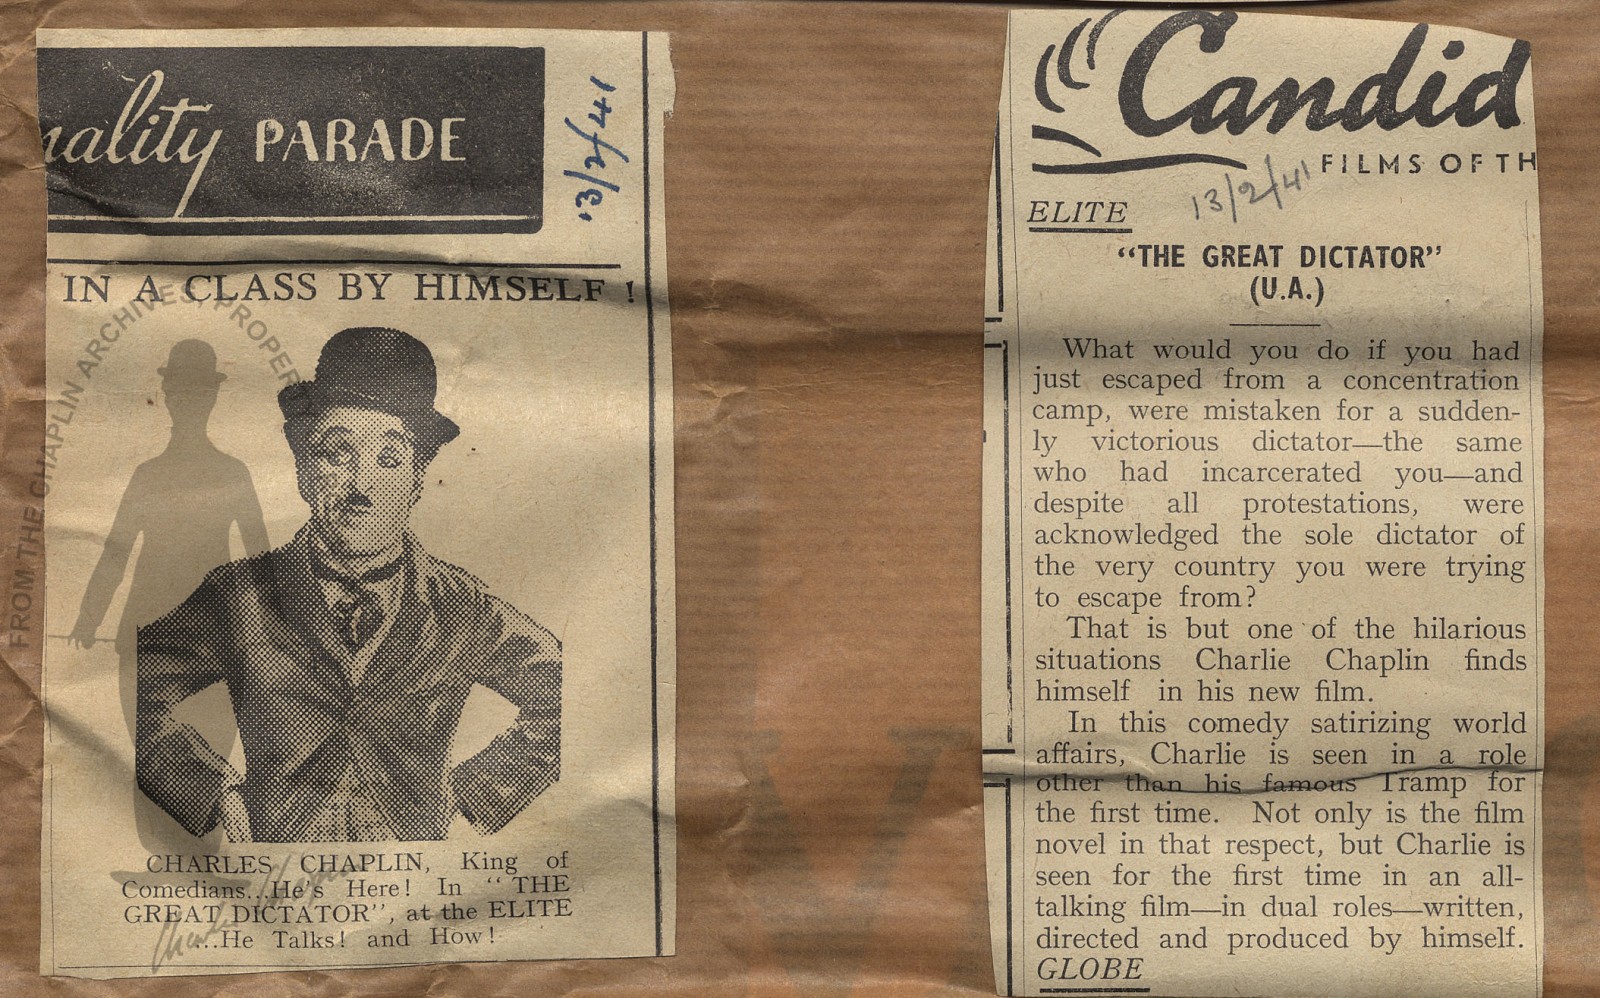 nality PARADE
13/2/41
IN A CLASS BY HIMSELF !
FROM THE CHAPLIN ARCHIVES, PROPERTY
CHARLES CHAPLIN, King of
Comedians...He's Here! In "THE
GREAT DICTATOR", at the ELITE
...He Talks! and How!
Charlie Chaplin
Candid
FILMS OF TH
13/2/41
ELITE
"THE GREAT DICTATOR"
(U.A.)
What would you do if you had
just escaped from a concentration
camp, were mistaken for a sudden-
ly victorious dictator—the same
who had incarcerated you—and
despite all protestations, were
acknowledged the sole dictator of
the very country you were trying
to escape from?
That is but one of the hilarious
situations Charlie Chaplin finds
himself in his new film.
In this comedy satirizing world
affairs, Charlie is seen in a role
other than his famous Tramp for
the first time. Not only is the film
novel in that respect, but Charlie is
seen for the first time in an all-
talking film—in dual roles—written,
directed and produced by himself.
GLOBE